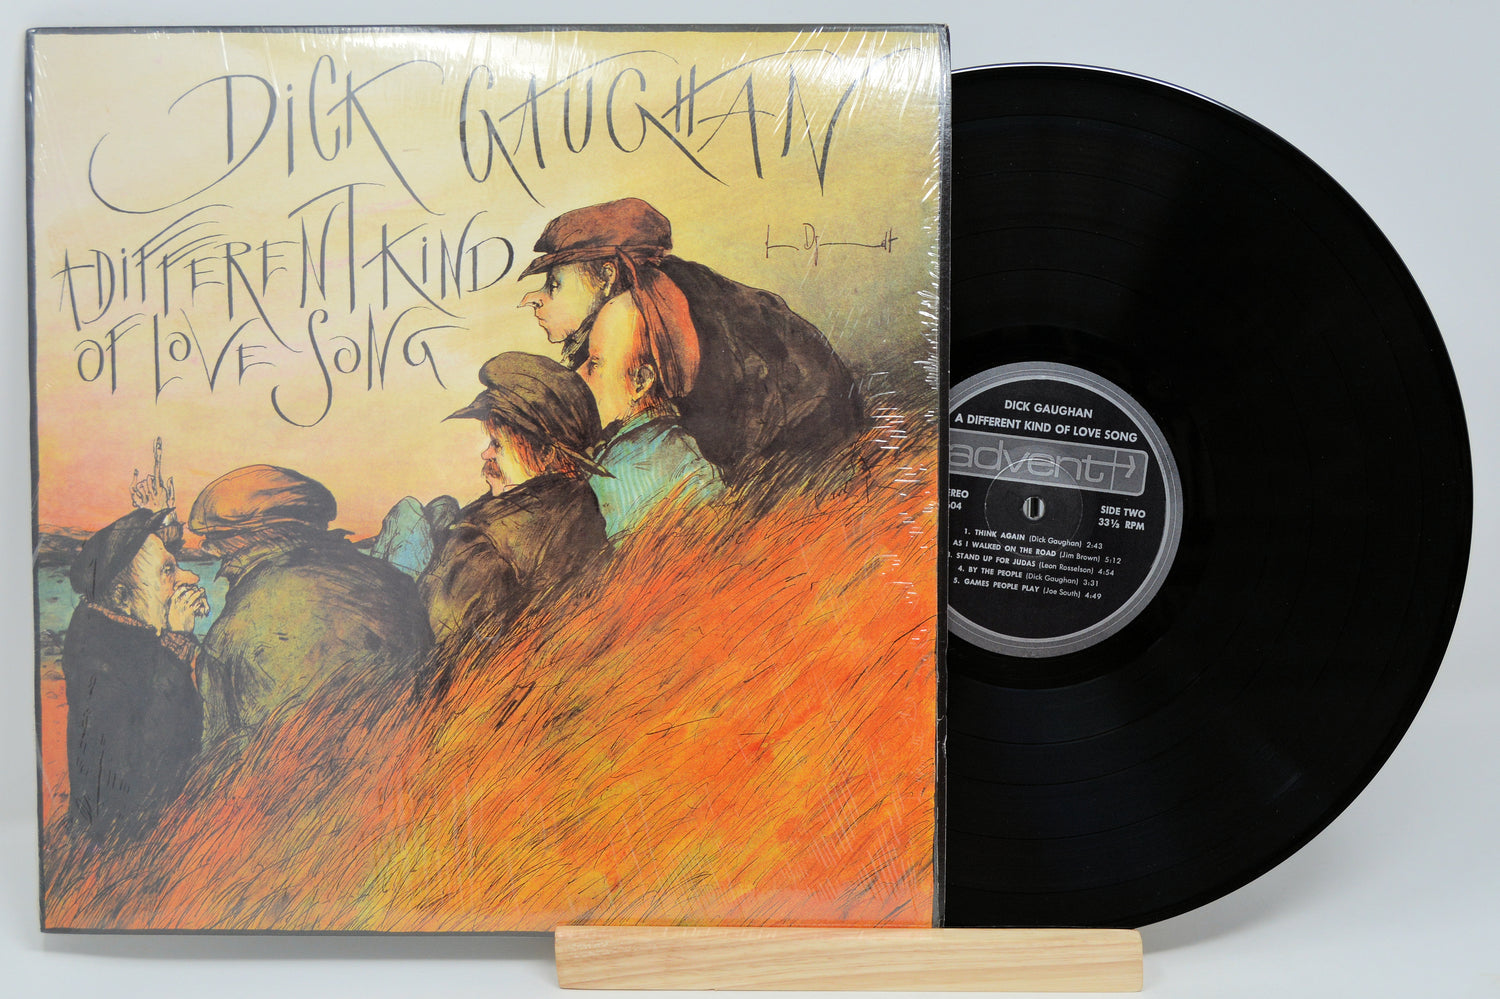 DICK GAUGHAN
A DIFFERENT KIND
OF LOVE SONG
DICK GAUGHAN
A DIFFERENT KIND OF LOVE SONG
advent
SIDE TWO
33⅓ RPM
1. THINK AGAIN (Dick Gaughan) 2:43
AS I WALKED ON THE ROAD (Jim Brown) 5:12
STAND UP FOR JUDAS (Leon Rosselson) 4:54
4. BY THE PEOPLE (Dick Gaughan) 3:31
5. GAMES PEOPLE PLAY (Joe South) 4:49